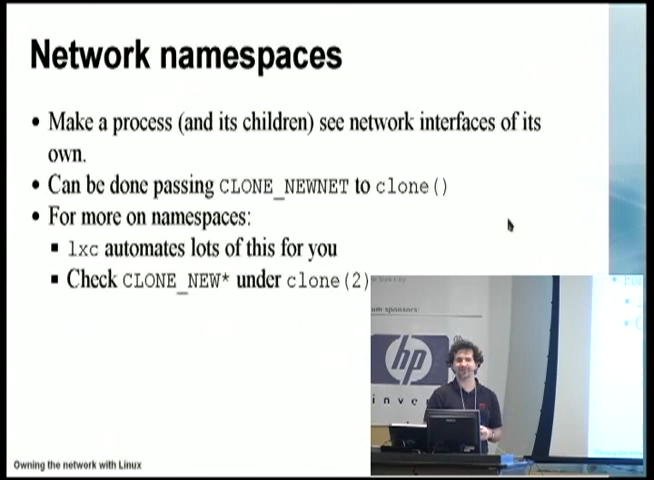 Network namespaces
• Make a process (and its children) see network interfaces of its
own.
• Can be done passing CLONE_NEWNET to clone()
• For more on namespaces:
▪ lxc automates lots of this for you
▪ Check CLONE_NEW* under clone(2)
sponsors:
hp
i n v e
Owning the network with Linux